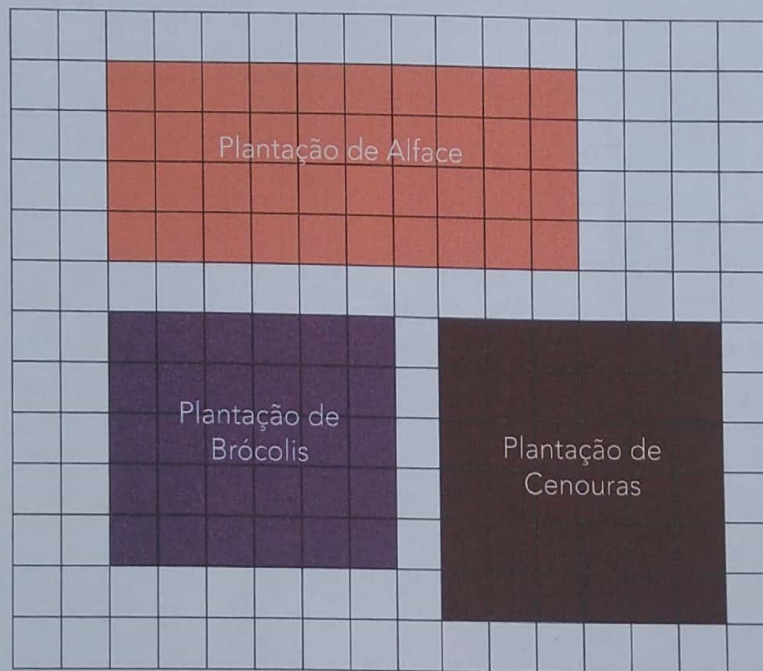 Plantação de Alface
Plantação de
Brócolis
Plantação de
Cenouras